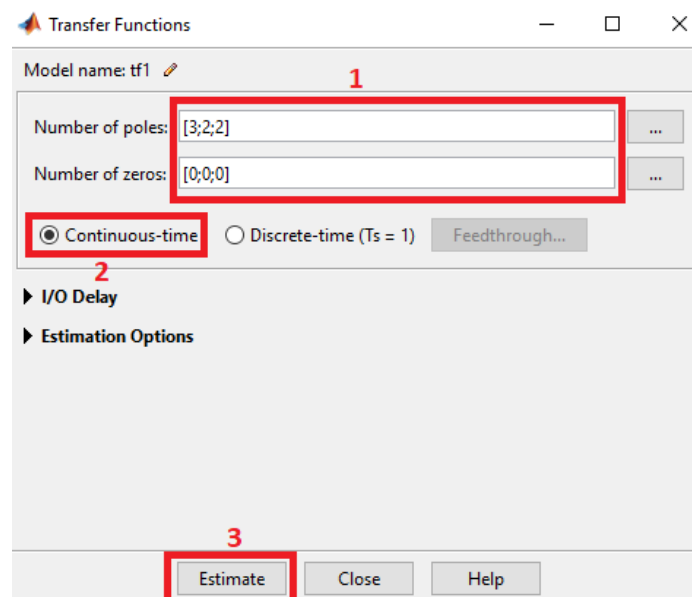 Transfer Functions
Model name: tf1
1
Number of poles: [3;2;2] ...
Number of zeros: [0;0;0] ...
Continuous-time Discrete-time (Ts = 1) Feedthrough...
2
I/O Delay
Estimation Options
3
Estimate Close Help